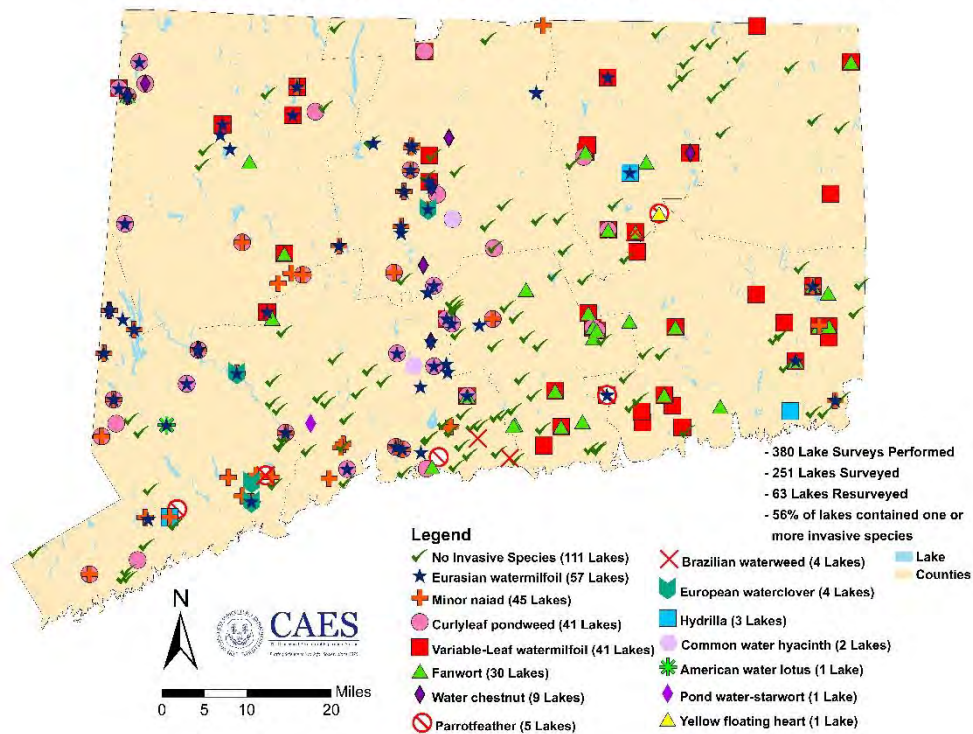 - 380 Lake Surveys Performed
- 251 Lakes Surveyed
- 63 Lakes Resurveyed
- 56% of lakes contained one or
more invasive species
Legend
No Invasive Species (111 Lakes)
Eurasian watermilfoil (57 Lakes)
Minor naiad (45 Lakes)
Curlyleaf pondweed (41 Lakes)
Variable-Leaf watermilfoil (41 Lakes)
Fanwort (30 Lakes)
Water chestnut (9 Lakes)
Parrotfeather (5 Lakes)
Brazilian waterweed (4 Lakes)
European waterclover (4 Lakes)
Hydrilla (3 Lakes)
Common water hyacinth (2 Lakes)
American water lotus (1 Lake)
Pond water-starwort (1 Lake)
Yellow floating heart (1 Lake)
Lake
Counties
N
CAES
Miles
0 5 10 20